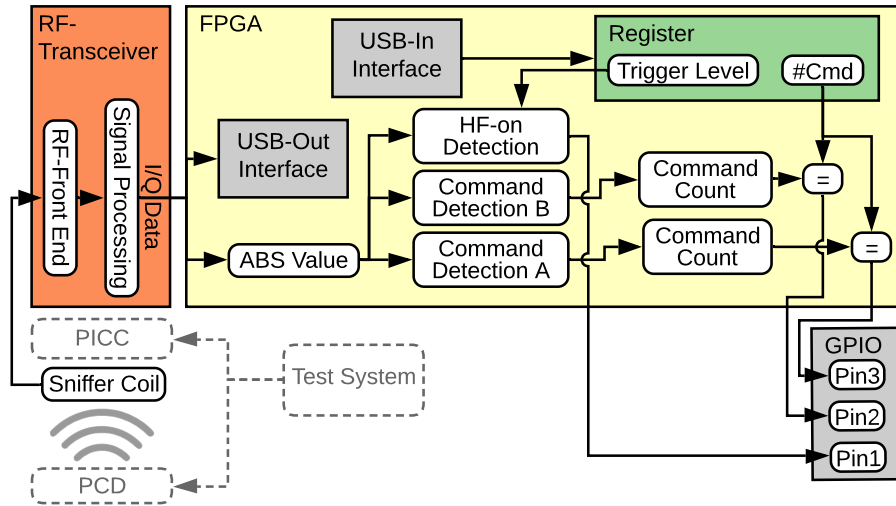 RF-
Transceiver
RF-Front End
Signal Processing
I/Q Data
FPGA
USB-In
Interface
Register
Trigger Level
#Cmd
USB-Out
Interface
HF-on
Detection
Command
Detection B
Command
Count
=
ABS Value
Command
Detection A
Command
Count
=
PICC
Sniffer Coil
Test System
PCD
GPIO
Pin3
Pin2
Pin1